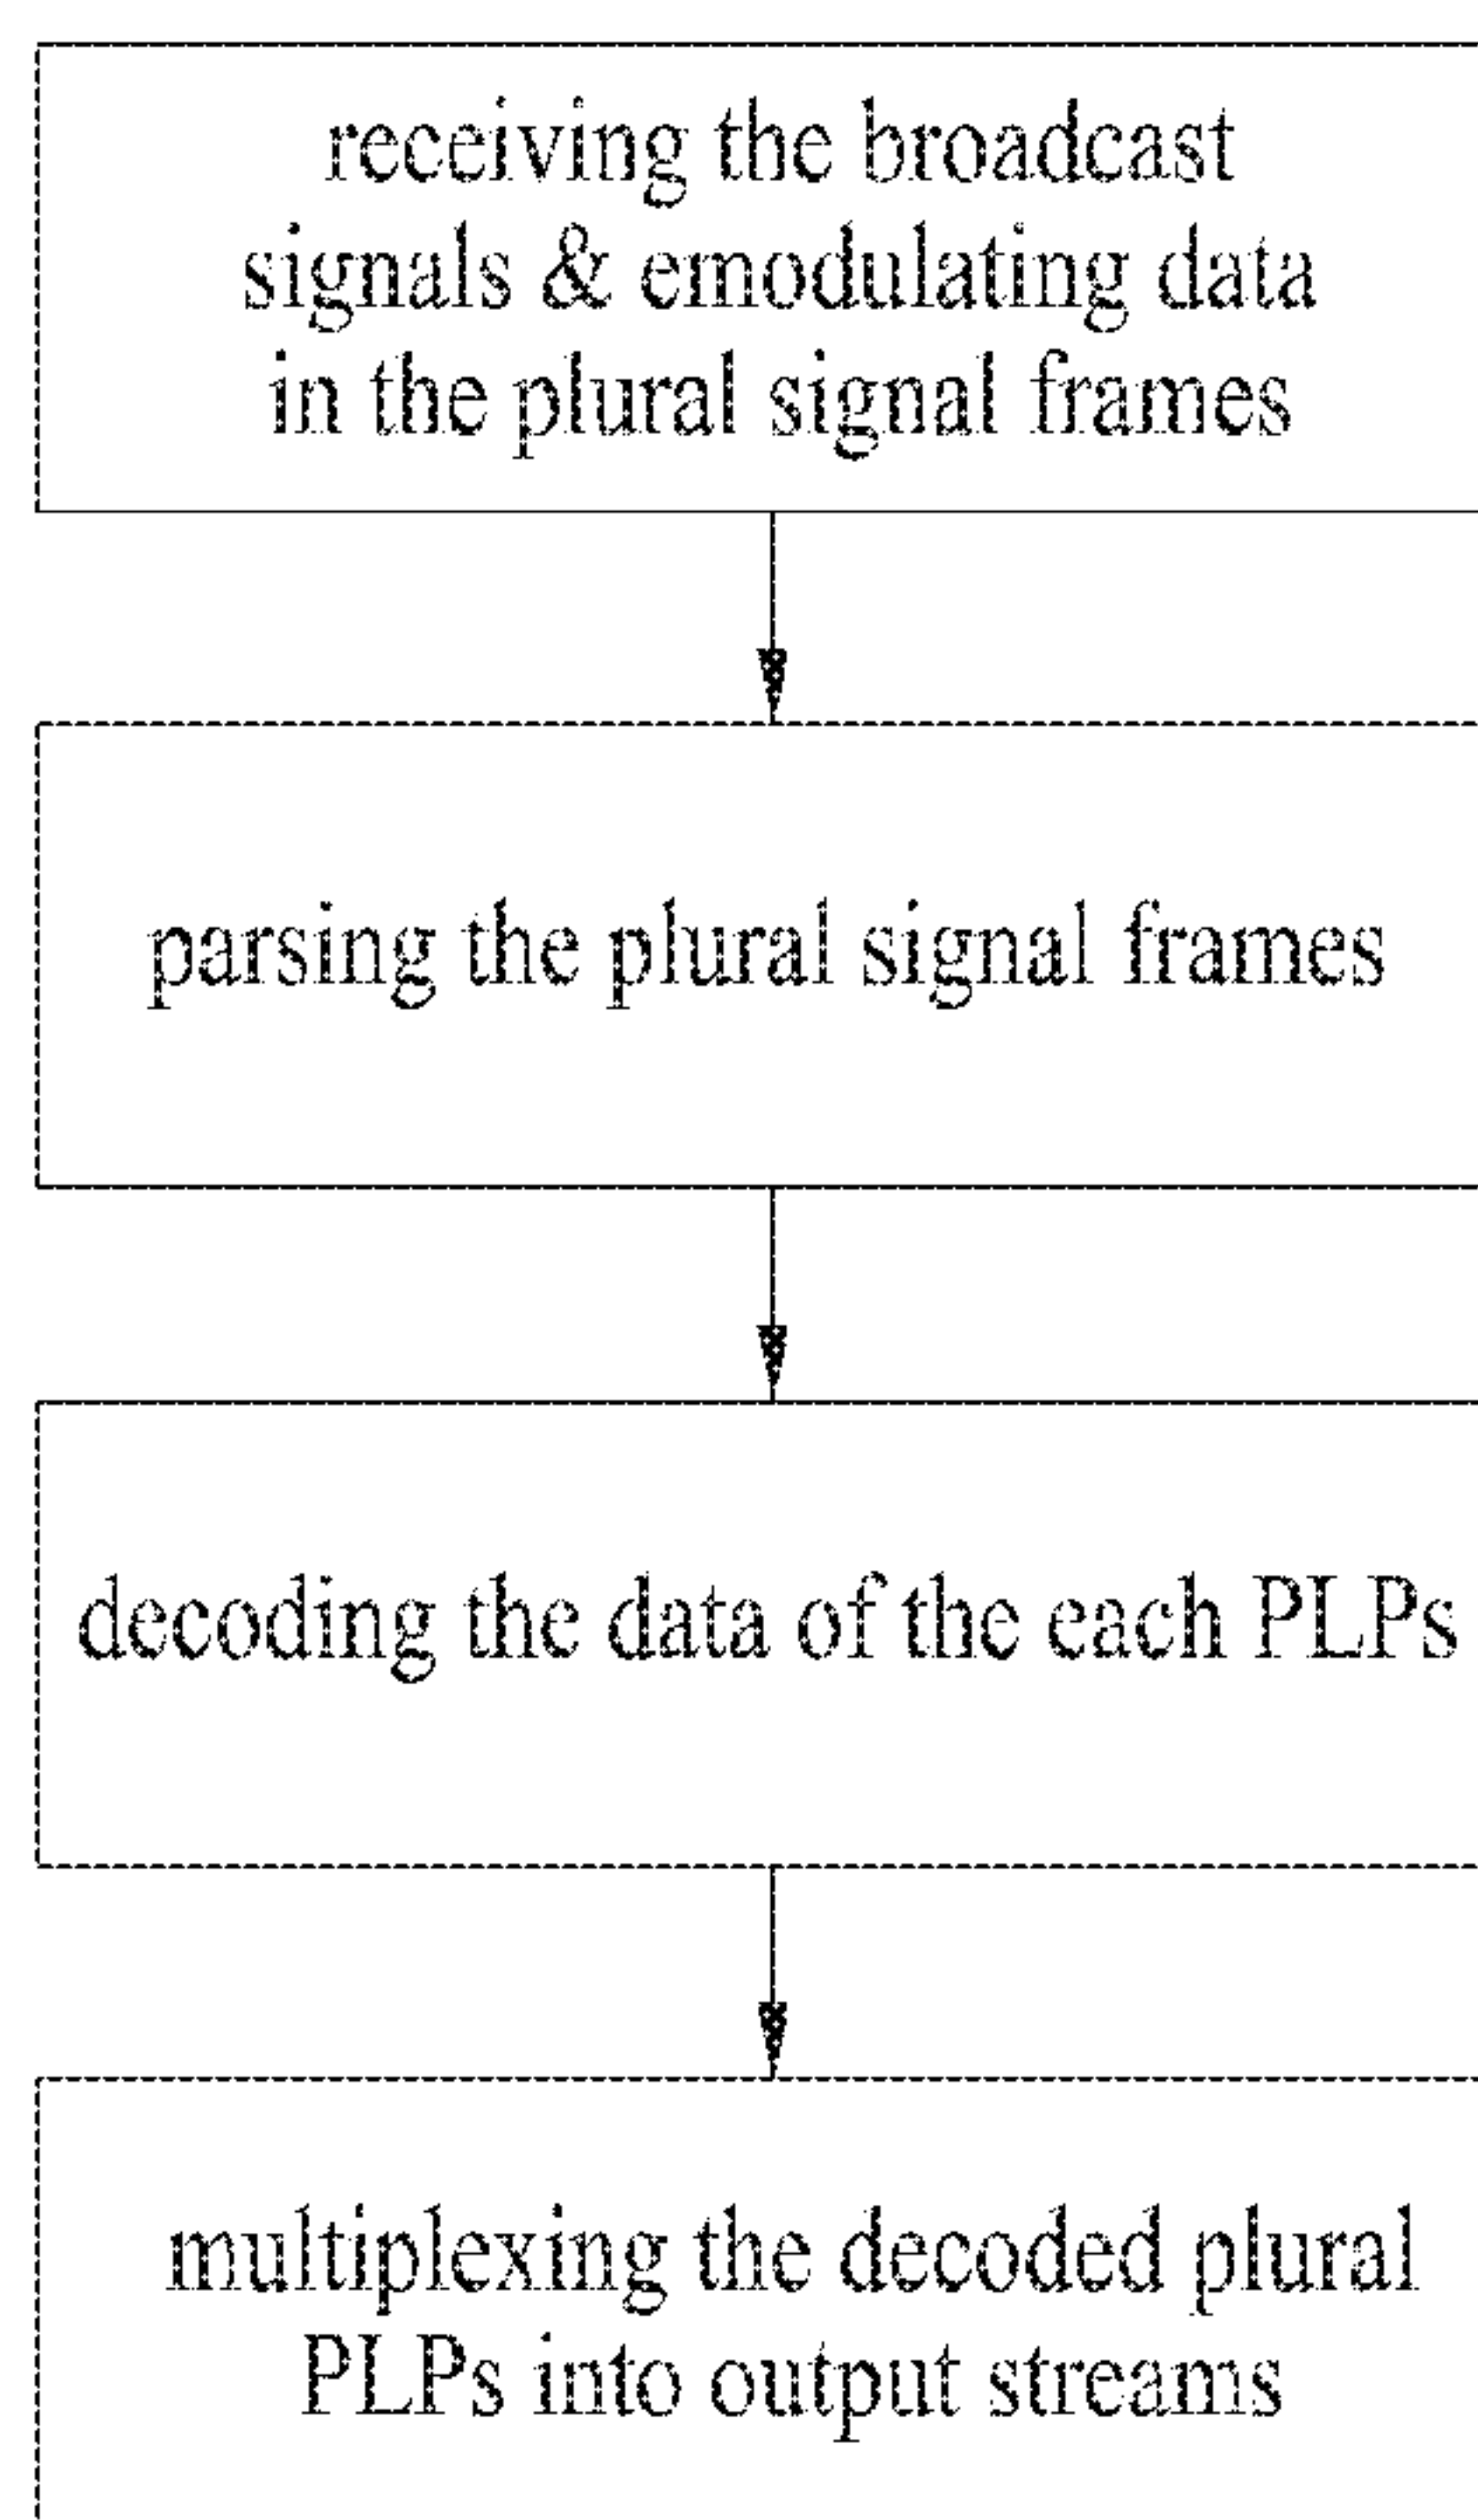 receiving the broadcast
signals & emodulating data
in the plural signal frames
parsing the plural signal frames
decoding the data of the each PLPs
multiplexing the decoded plural
PLPs into output streams